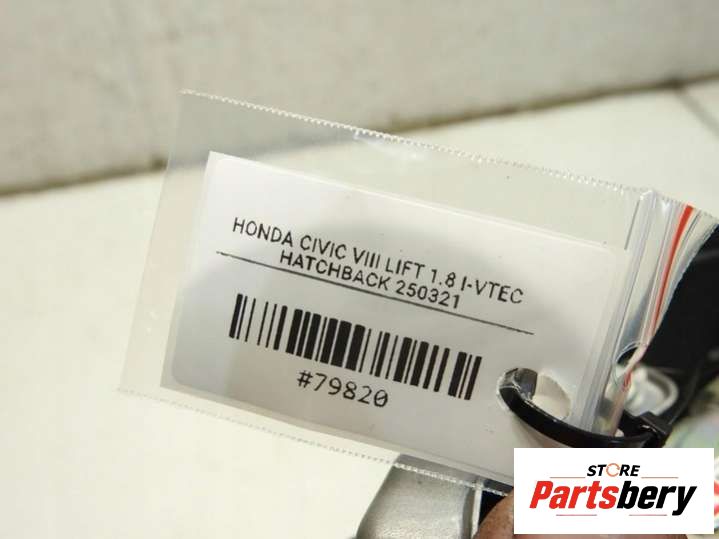 HONDA CIVIC VIII LIFT 1.8 I-VTEC
HATCHBACK 250321
#79820
STORE
Partsbery